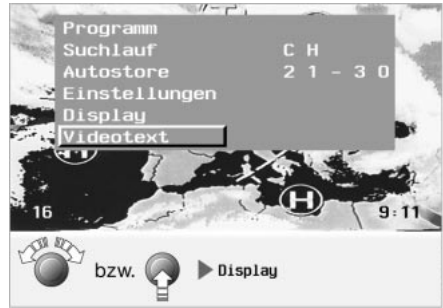 Programm
Suchlauf C H
Autostore 2 1 - 3 0
Einstellungen
Display
Videotext
H
H
16
9:11
bzw. Display